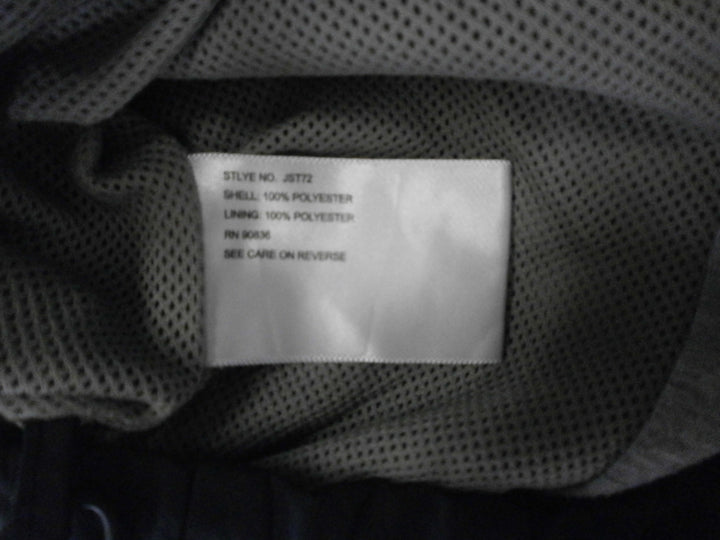 STLYE NO. JST72
SHELL: 100% POLYESTER
LINING: 100% POLYESTER
RN 90836
SEE CARE ON REVERSE